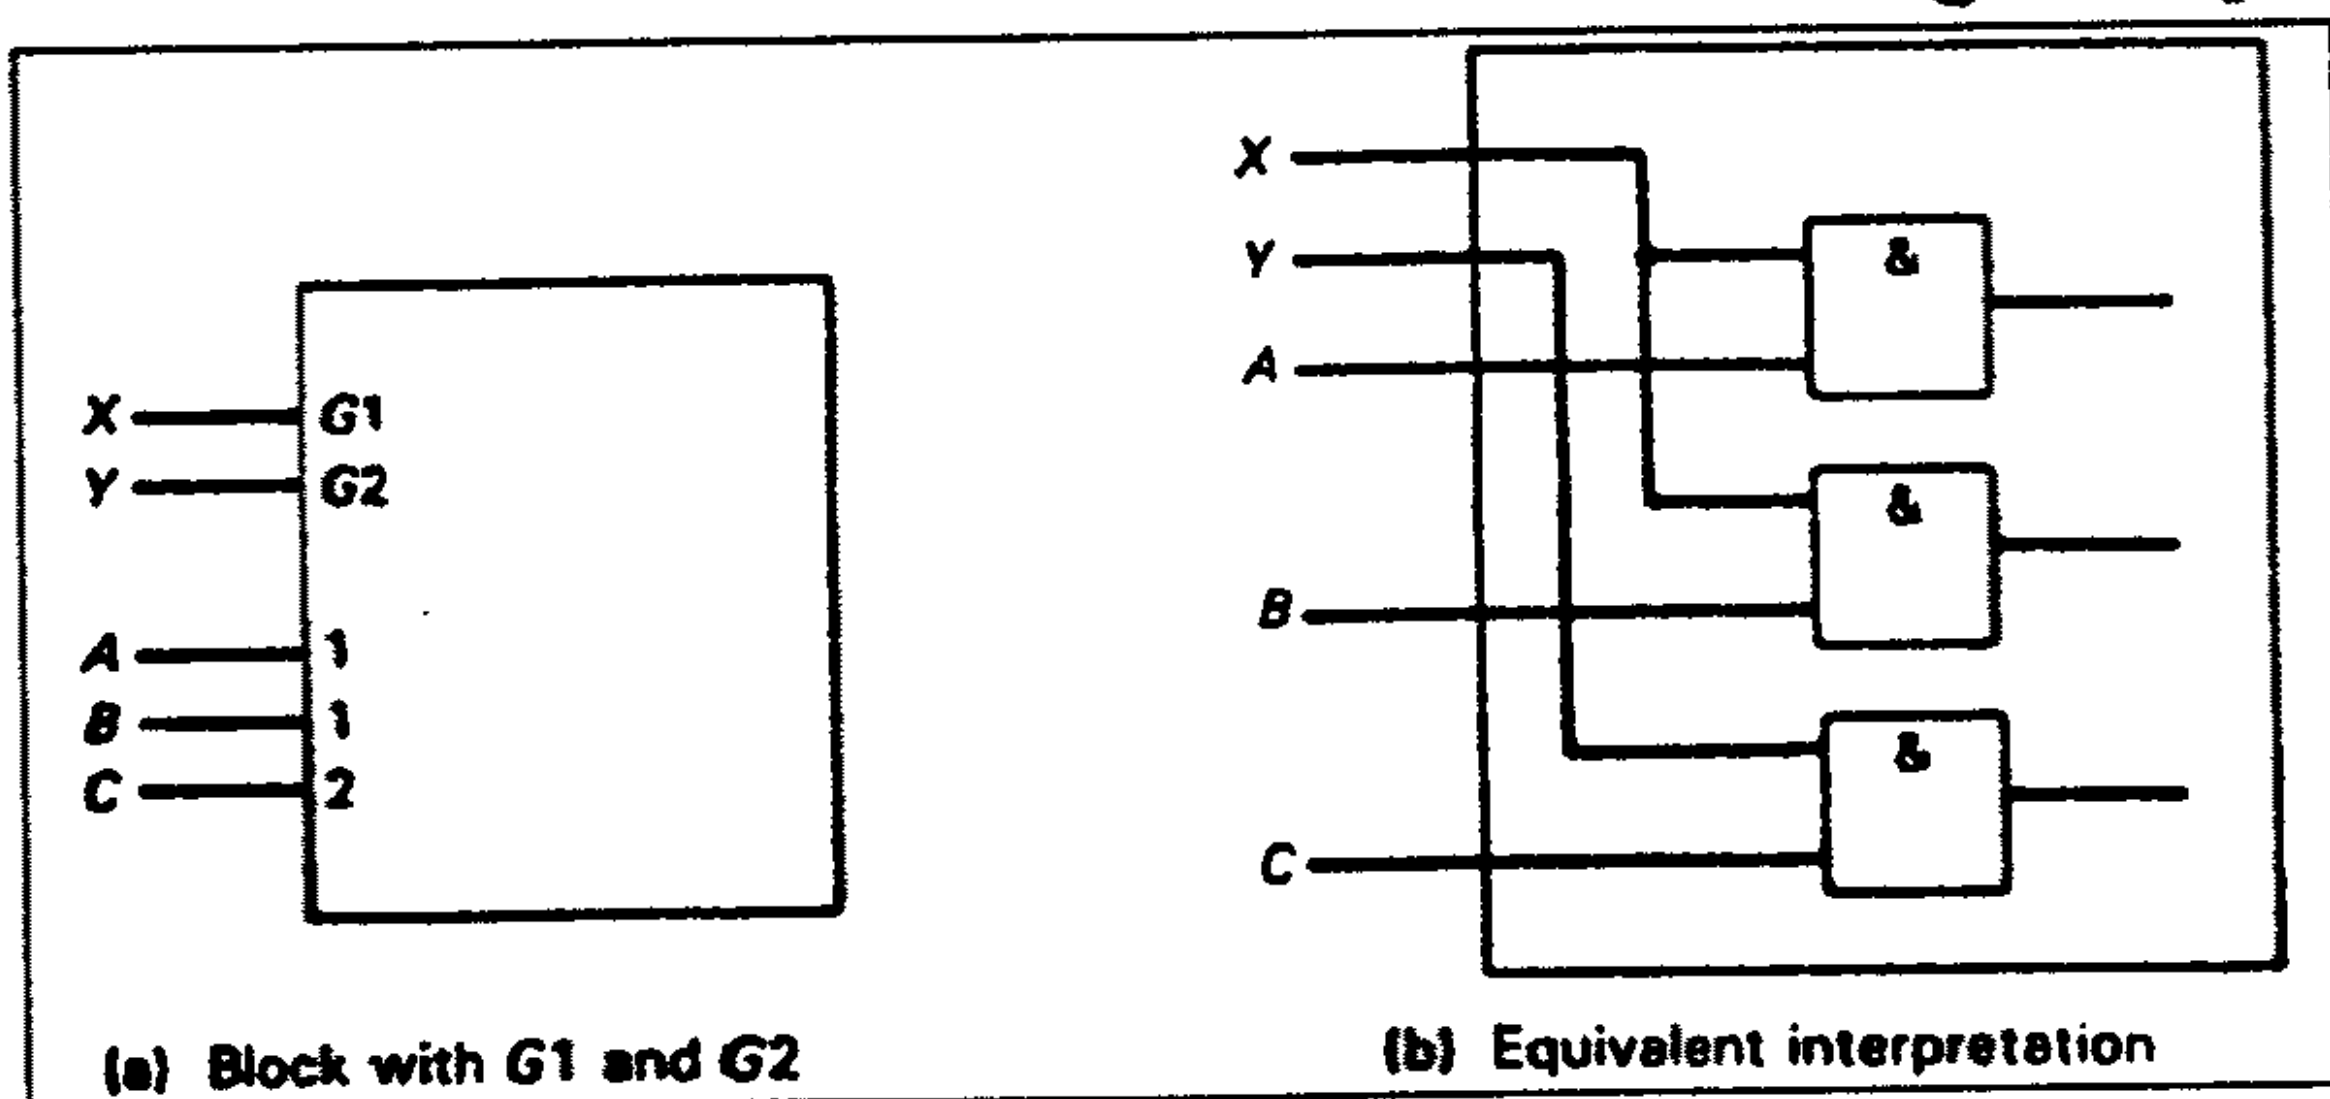 X G1
Y G2
A 1
B 1
C 2
(a) Block with G1 and G2
X
Y
A
B
C
&
&
&
(b) Equivalent interpretation